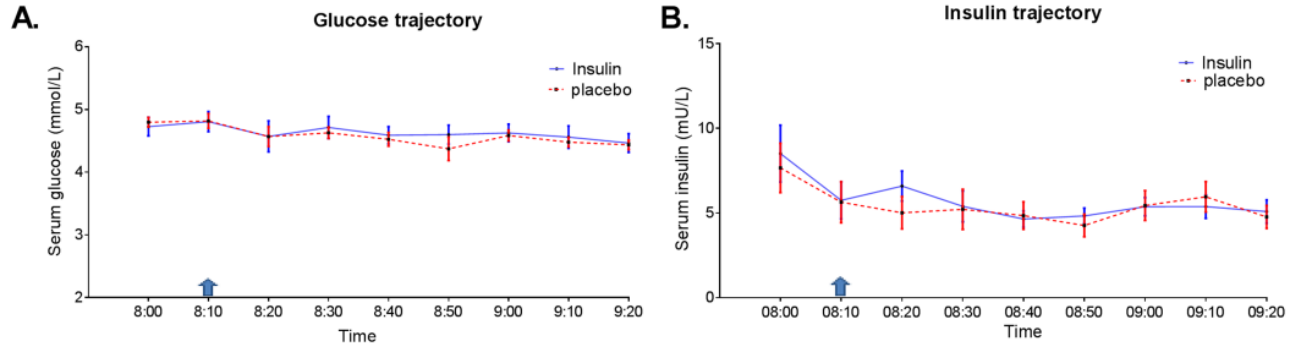 A.
Glucose trajectory
Serum glucose (mmol/L)
6
5
4
3
2
Insulin
placebo
8:00 8:10 8:20 8:30 8:40 8:50 9:00 9:10 9:20
Time
B.
Insulin trajectory
Serum insulin (mU/L)
15
10
5
0
Insulin
placebo
08:00 08:10 08:20 08:30 08:40 08:50 09:00 09:10 09:20
Time